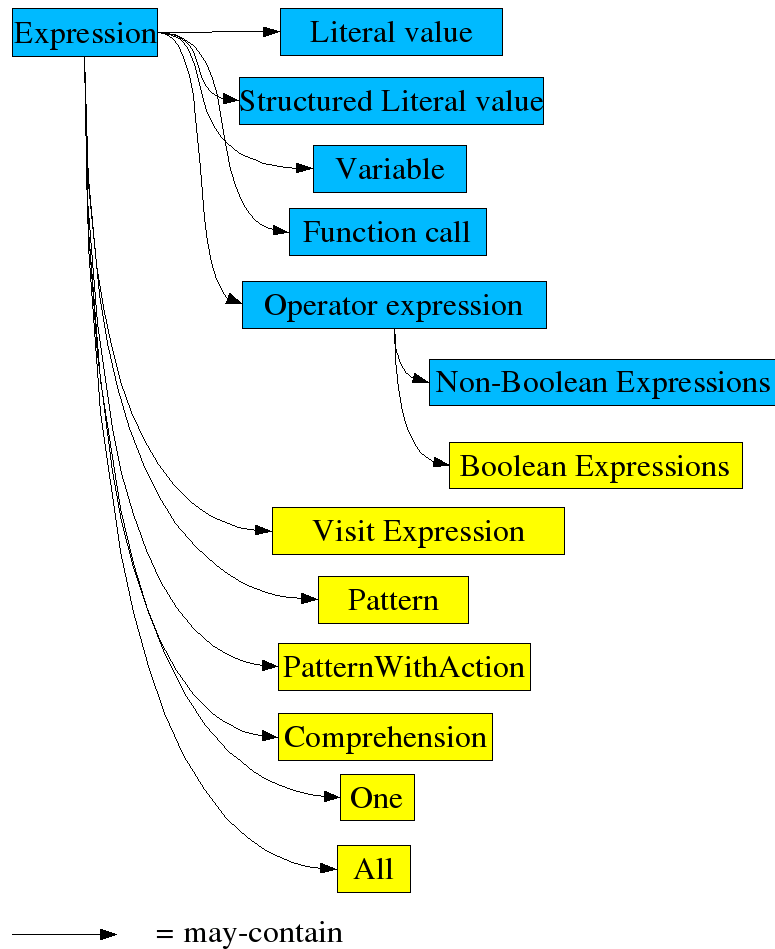 Expression
Literal value
Structured Literal value
Variable
Function call
Operator expression
Non-Boolean Expressions
Boolean Expressions
Visit Expression
Pattern
PatternWithAction
Comprehension
One
All
= may-contain